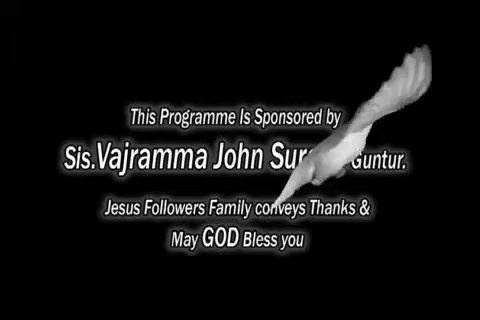 This Programme Is Sponsored by
Sis.Vajramma John Guntur.
Jesus Followers Family conveys Thanks &
May GOD Bless you